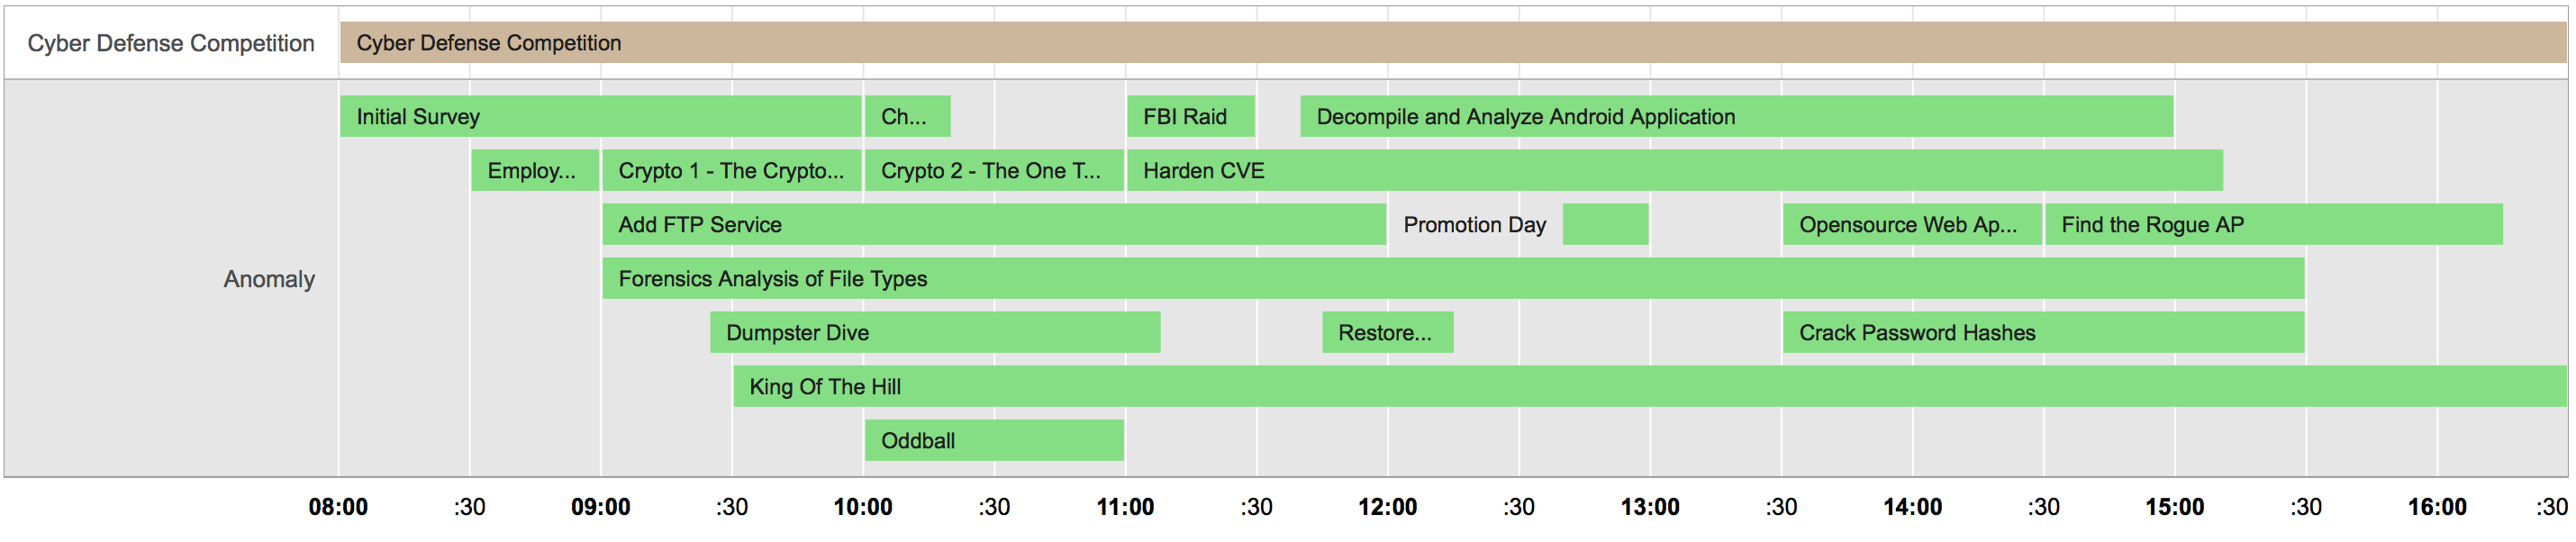 Cyber Defense Competition
Cyber Defense Competition
Initial Survey
Ch...
FBI Raid
Decompile and Analyze Android Application
Employ...
Crypto 1 - The Crypto...
Crypto 2 - The One T...
Harden CVE
Add FTP Service
Promotion Day
Opensource Web Ap...
Find the Rogue AP
Anomaly
Forensics Analysis of File Types
Dumpster Dive
Restore...
Crack Password Hashes
King Of The Hill
Oddball
08:00 :30 09:00 :30 10:00 :30 11:00 :30 12:00 :30 13:00 :30 14:00 :30 15:00 :30 16:00 :30